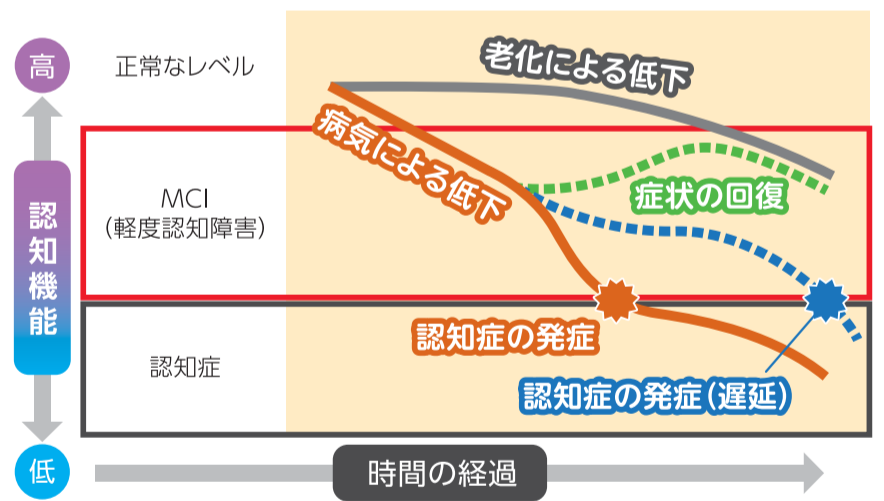 高
正常なレベル
老化による低下
病気による低下
MCI
(軽度認知障害)
症状の回復
認知機能
認知症の発症
認知症
認知症の発症(遅延)
低
時間の経過